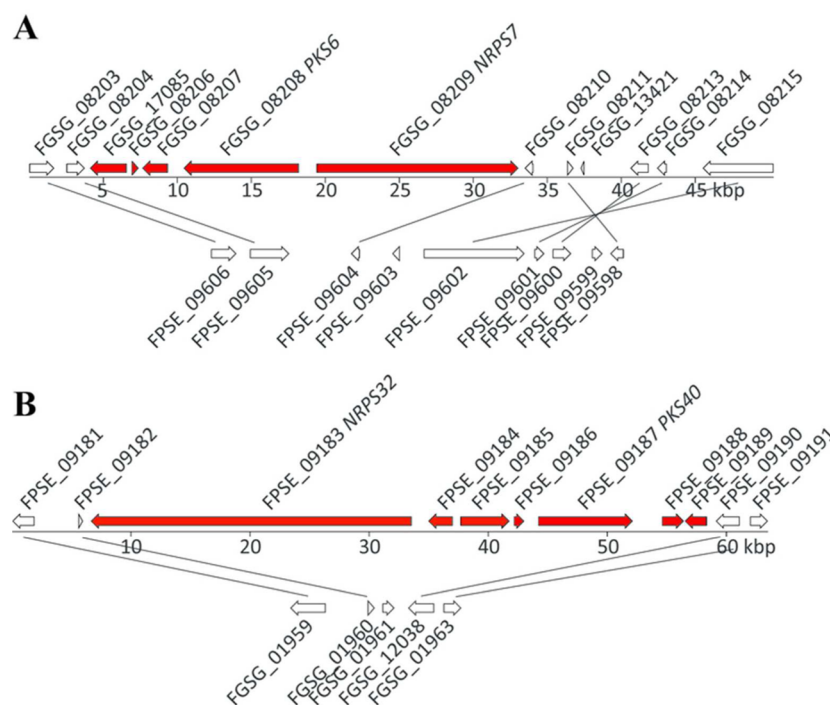 A
FGSG_08203
FGSG_08204
FGSG_17085
FGSG_08206
FGSG_08207
FGSG_08208 PKS6
FGSG_08209 NRPS7
FGSG_08210
FGSG_08211
FGSG_13421
FGSG_08213
FGSG_08214
FGSG_08215
5 10 15 20 25 30 35 40 45 kbp
FPSE_09606
FPSE_09605
FPSE_09604
FPSE_09603
FPSE_09602
FPSE_09601
FPSE_09600
FPSE_09599
FPSE_09598
B
FPSE_09181
FPSE_09182
FPSE_09183 NRPS32
FPSE_09184
FPSE_09185
FPSE_09186
FPSE_09187 PKS40
FPSE_09188
FPSE_09189
FPSE_09190
FPSE_09191
10 20 30 40 50 60 kbp
FGSG_01959
FGSG_01960
FGSG_01961
FGSG_12038
FGSG_01963